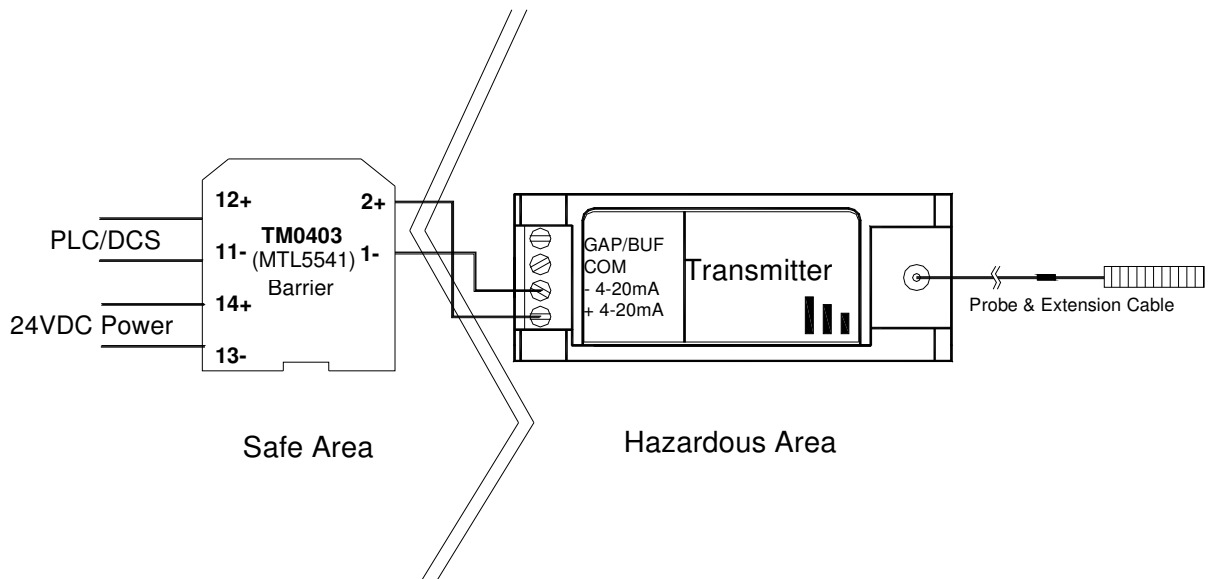 12+
2+
PLC/DCS
TM0403
11-
(MTL5541)
1-
Barrier
14+
24VDC Power
13-
GAP/BUF
COM
- 4-20mA
+ 4-20mA
Transmitter
Probe & Extension Cable
Safe Area
Hazardous Area